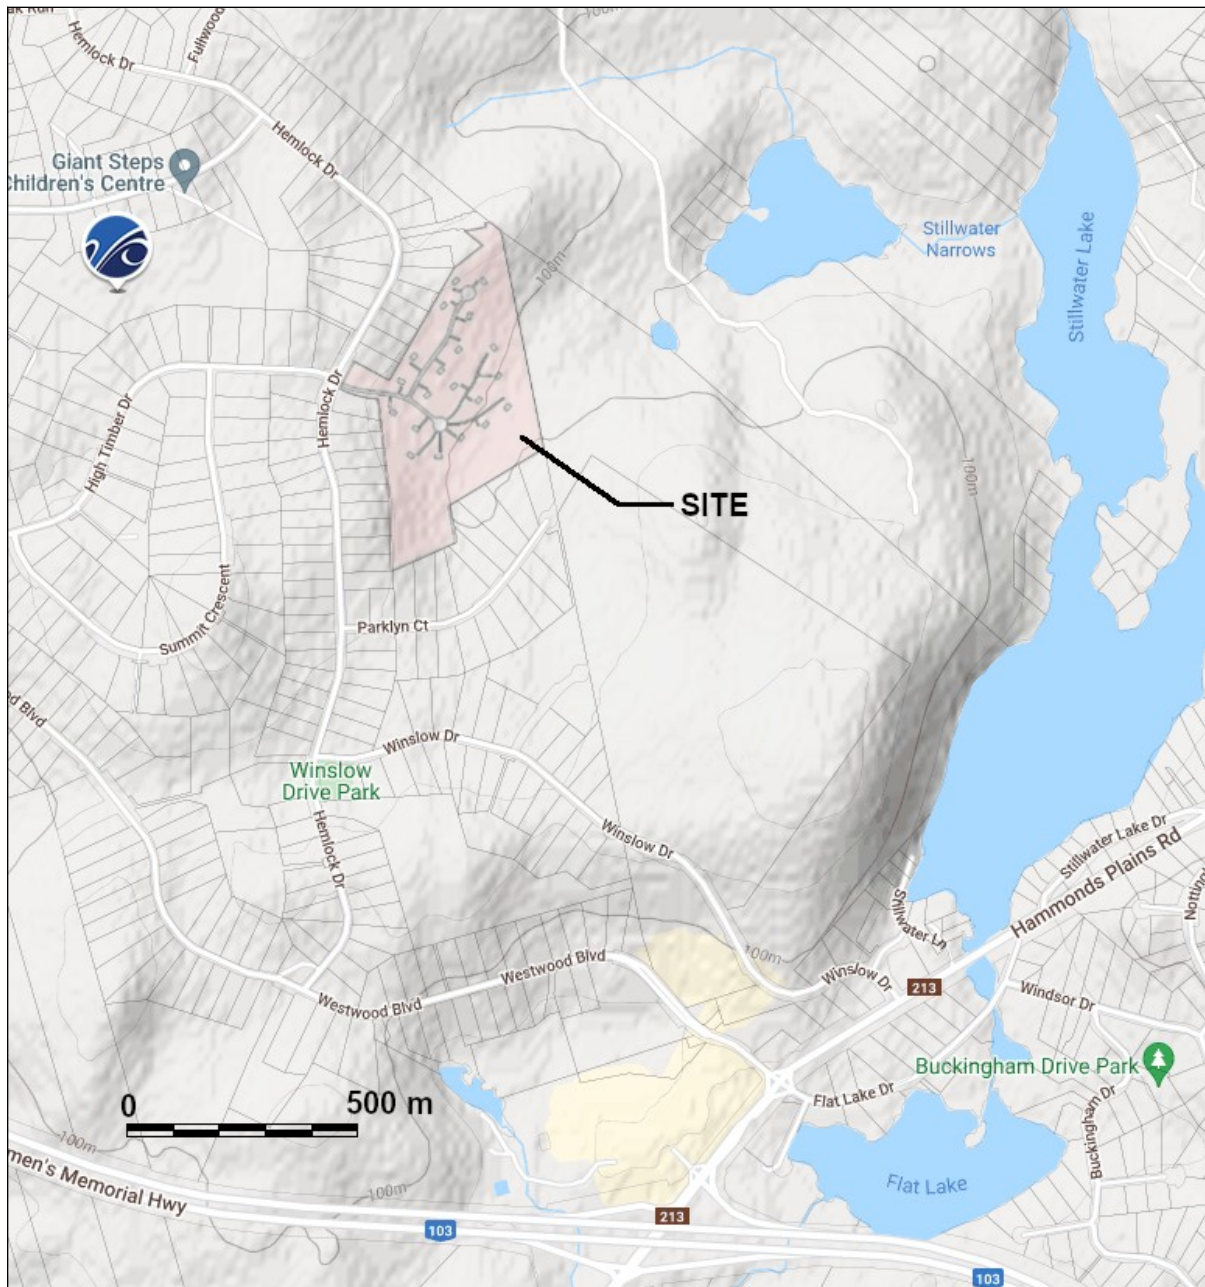 Hemlock Dr
Fullwood
100m
Hemlock Dr
Giant Steps
Children's Centre
Stillwater
Narrows
Stillwater Lake
100m
High Timber Dr
Hemlock Dr
100m
SITE
Summit Crescent
Parklyn Ct
Blvd
Winslow Dr
Winslow
Drive Park
Winslow Dr
Hemlock Dr
Stillwater Lake Dr
Hammonds Plains Rd
Stillwater Ln
Notting
100m
Winslow Dr
Westwood Blvd
213
Westwood Blvd
Windsor Dr
Buckingham Drive Park
Flat Lake Dr
0
500 m
Buckingham Dr
100m
men's Memorial Hwy
100m
Flat Lake
213
103
103